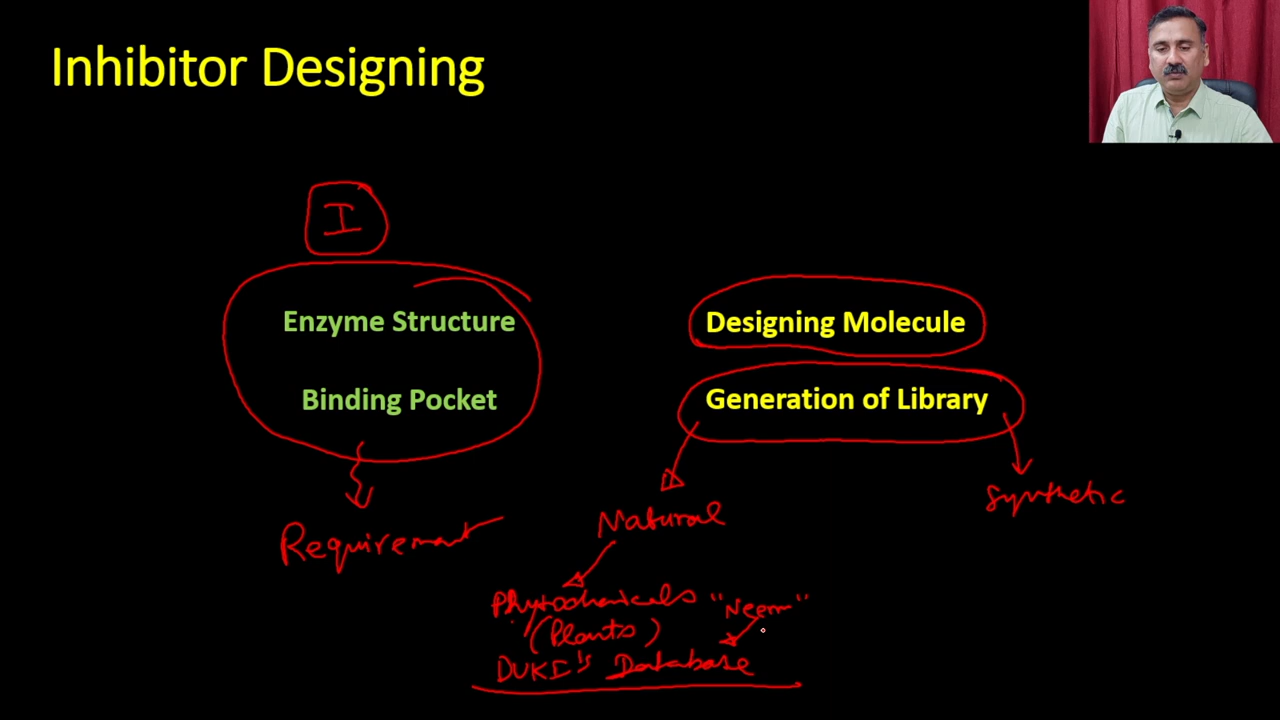 Inhibitor Designing
I
Enzyme Structure
Binding Pocket
Requirement
Designing Molecule
Generation of Library
Natural
Synthetic
Phytochemicals "Neem"
(Plants)
DUKE's Database